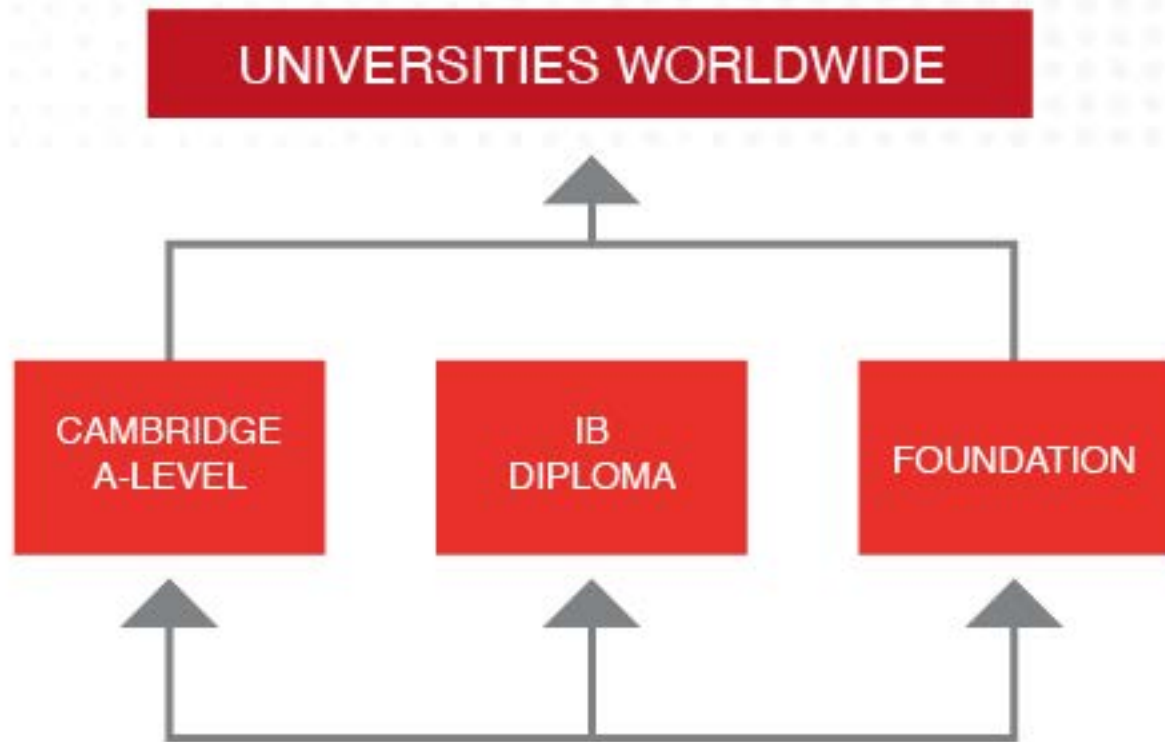 UNIVERSITIES WORLDWIDE
CAMBRIDGE
A-LEVEL
IB
DIPLOMA
FOUNDATION